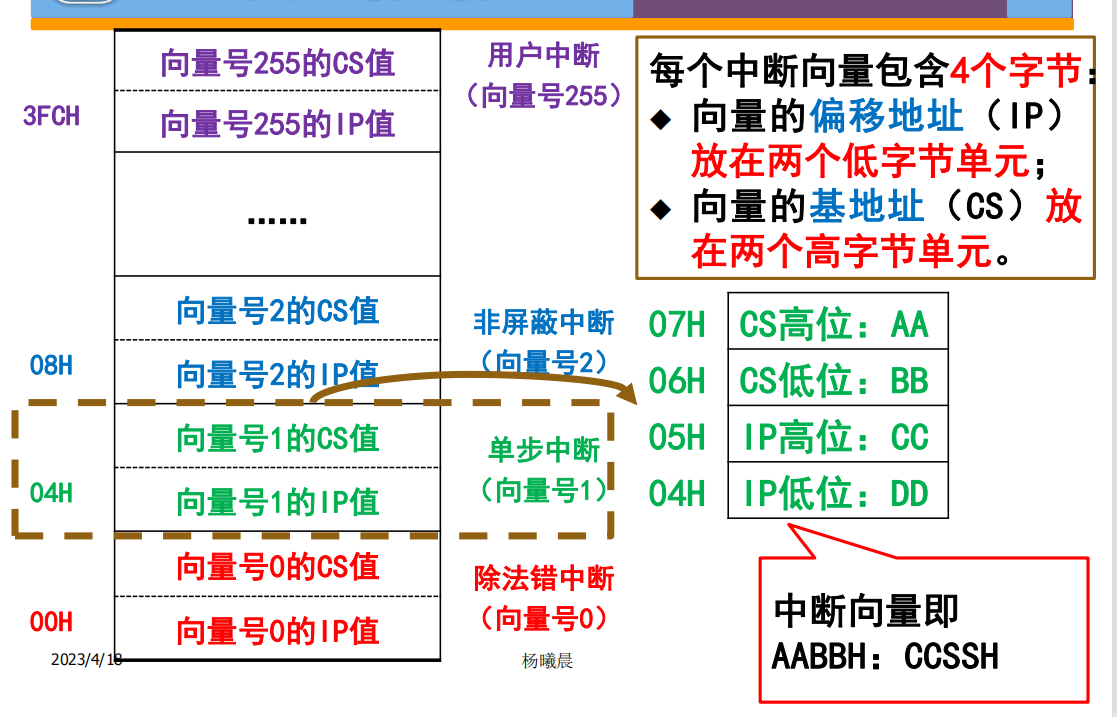 向量号255的CS值
3FCH
向量号255的IP值
用户中断
（向量号255）
......
向量号2的CS值
08H
向量号2的IP值
非屏蔽中断
（向量号2）
向量号1的CS值
04H
向量号1的IP值
单步中断
（向量号1）
向量号0的CS值
00H
向量号0的IP值
除法错中断
（向量号0）
每个中断向量包含4个字节：
◆ 向量的偏移地址（IP）
放在两个低字节单元；
◆ 向量的基地址（CS）放
在两个高字节单元。
07H CS高位：AA
06H CS低位：BB
05H IP高位：CC
04H IP低位：DD
中断向量即
AABBH：CCSSH
2023/4/18
杨曦晨